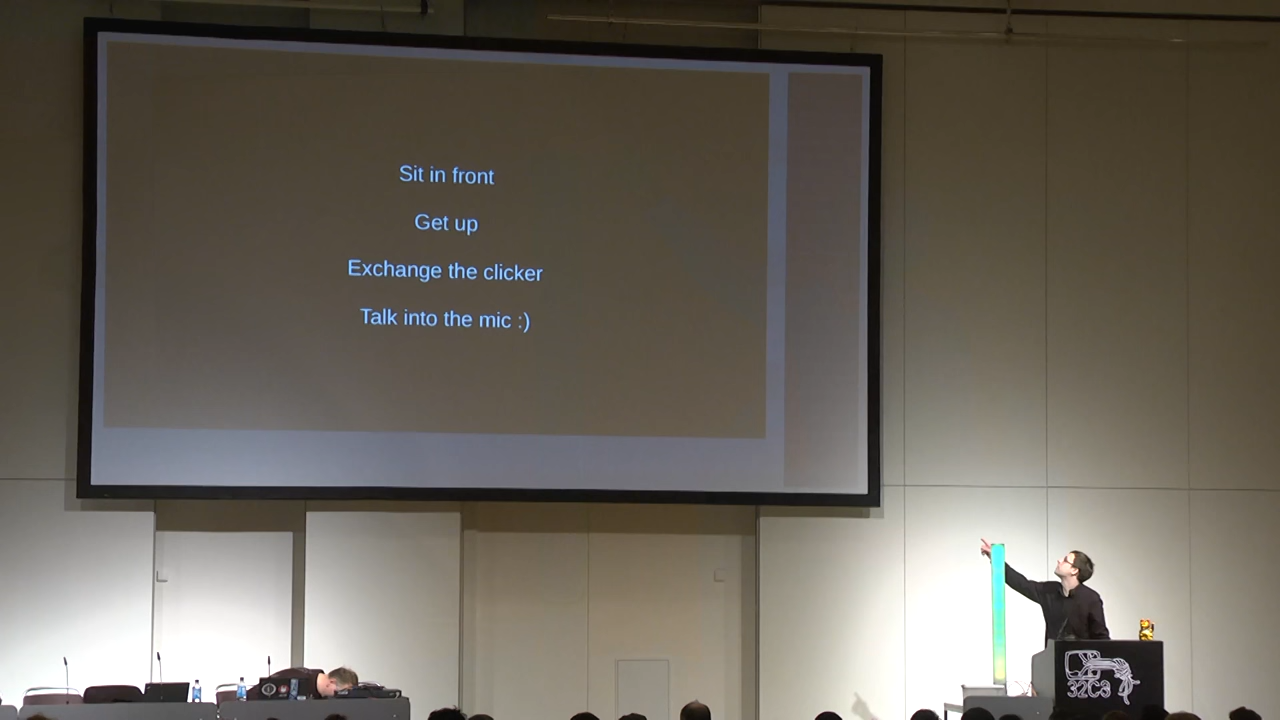 Sit in front
Get up
Exchange the clicker
Talk into the mic :)
32C3